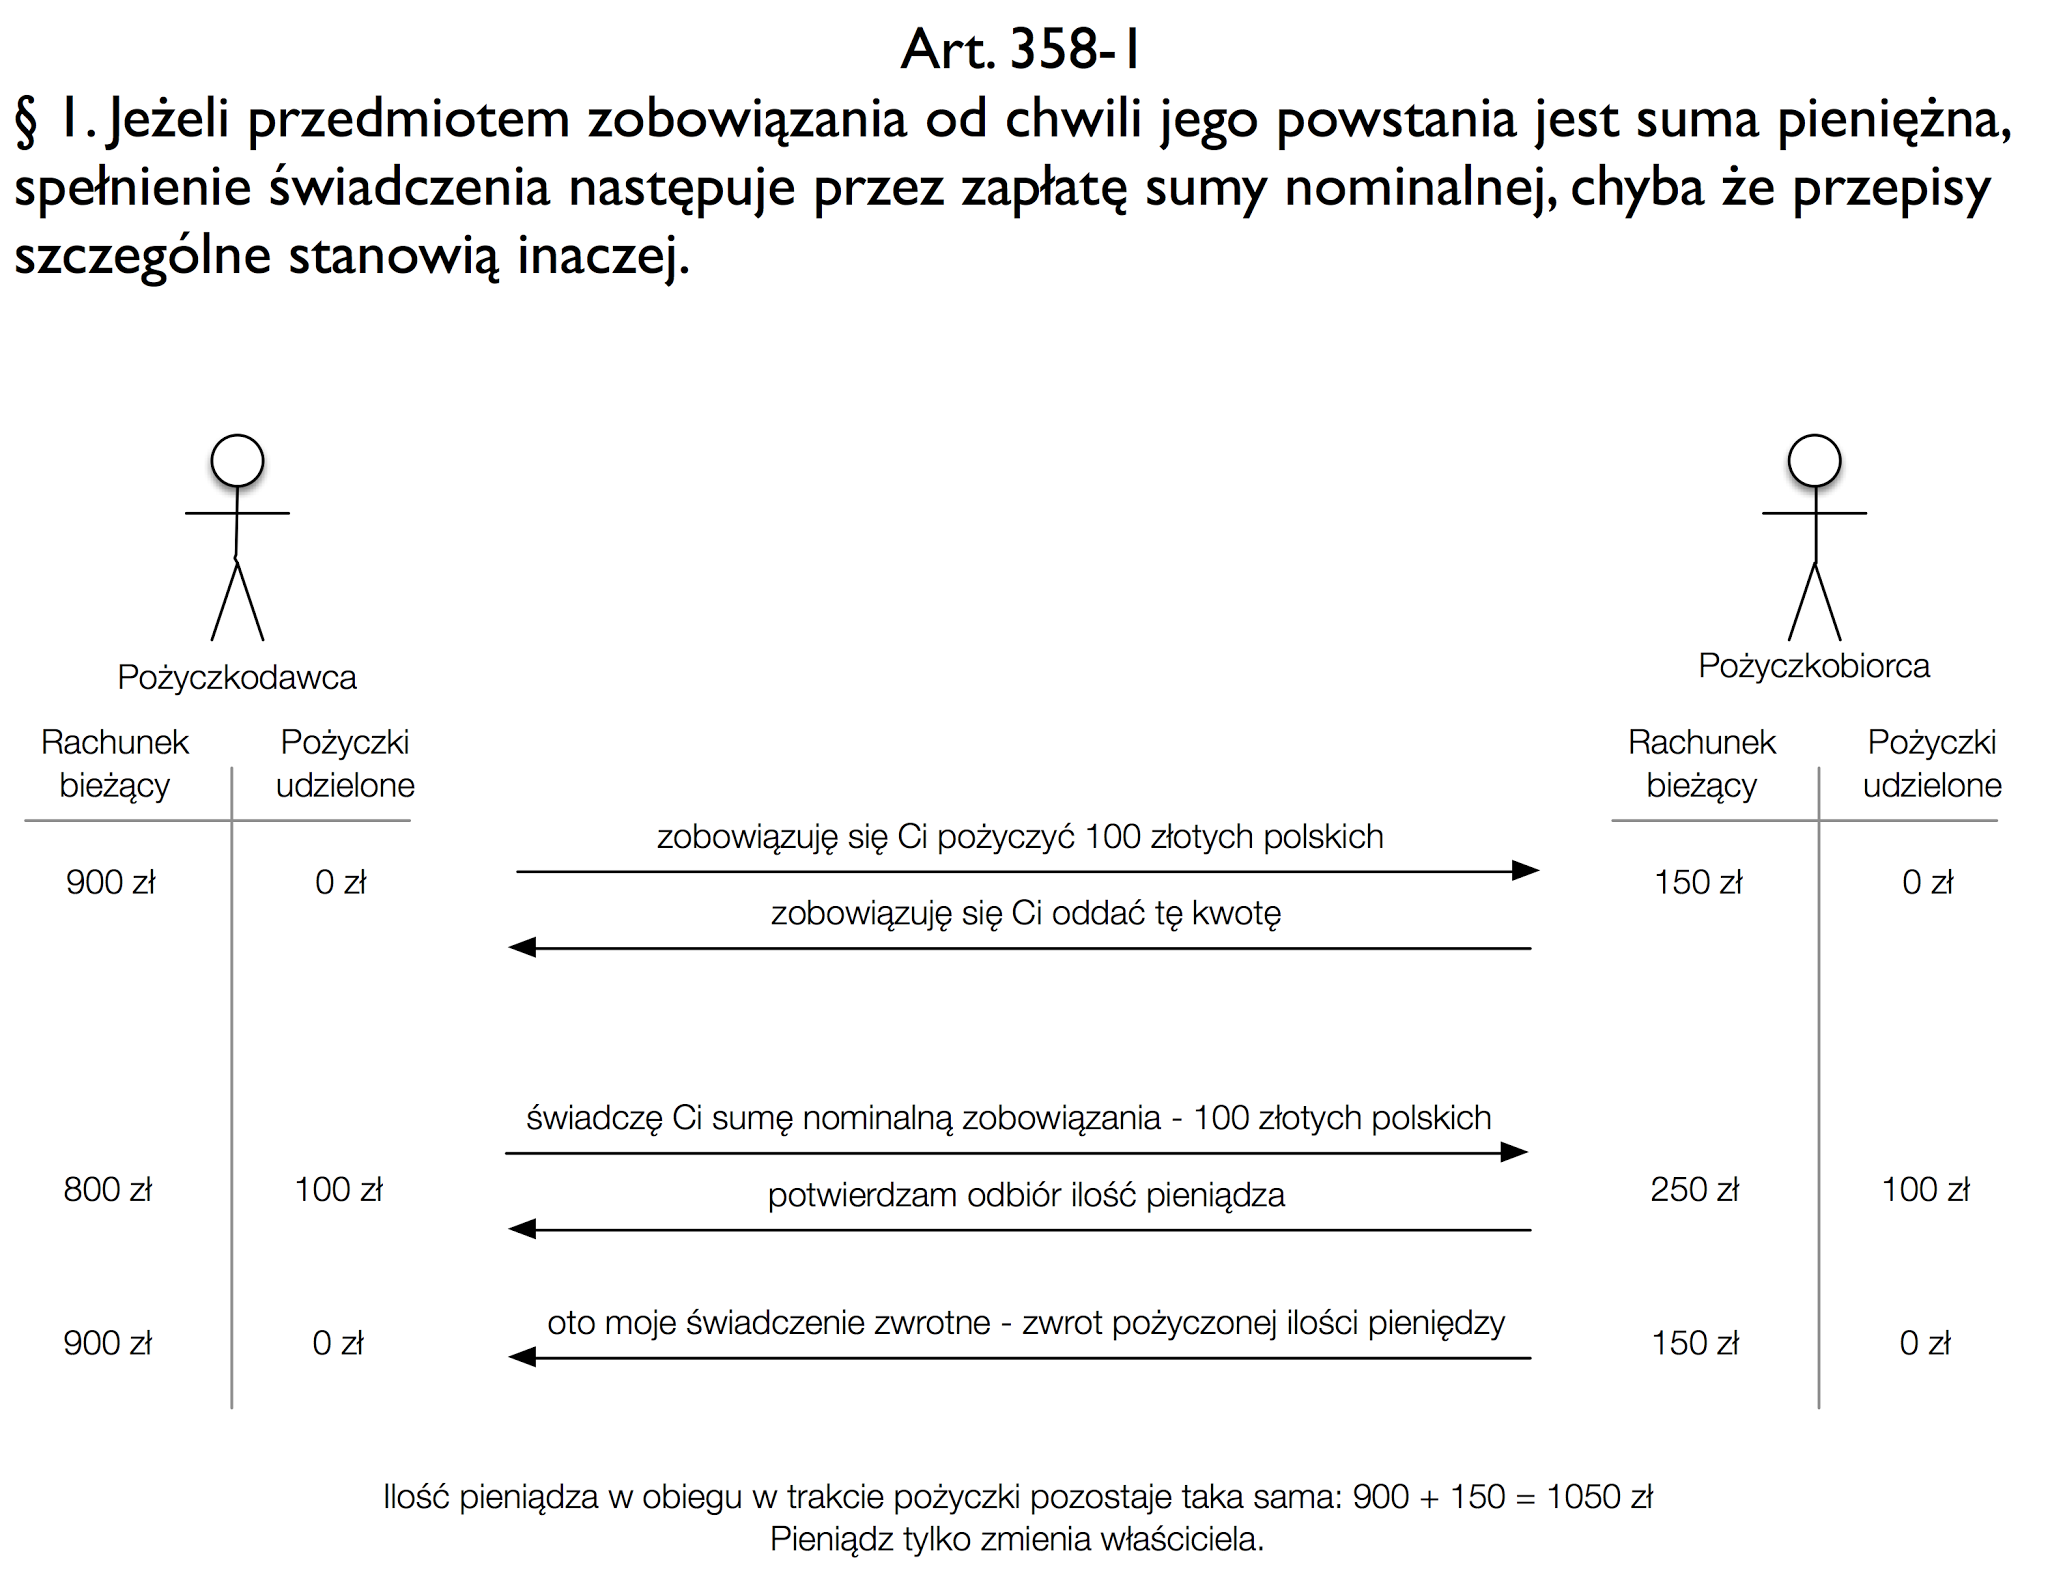 Art. 358-1
§ 1. Jeżeli przedmiotem zobowiązania od chwili jego powstania jest suma pieniężna,
spełnienie świadczenia następuje przez zapłatę sumy nominalnej, chyba że przepisy
szczególne stanowią inaczej.
Pożyczkodawca
Pożyczkobiorca
Rachunek bieżący
Pożyczki udzielone
Rachunek bieżący
Pożyczki udzielone
zobowiązuję się Ci pożyczyć 100 złotych polskich
900 zł 0 zł
150 zł 0 zł
zobowiązuję się Ci oddać tę kwotę
świadczę Ci sumę nominalną zobowiązania - 100 złotych polskich
800 zł 100 zł
250 zł 100 zł
potwierdzam odbiór ilość pieniądza
oto moje świadczenie zwrotne - zwrot pożyczonej ilości pieniędzy
900 zł 0 zł
150 zł 0 zł
Ilość pieniądza w obiegu w trakcie pożyczki pozostaje taka sama: 900 + 150 = 1050 zł
Pieniądz tylko zmienia właściciela.